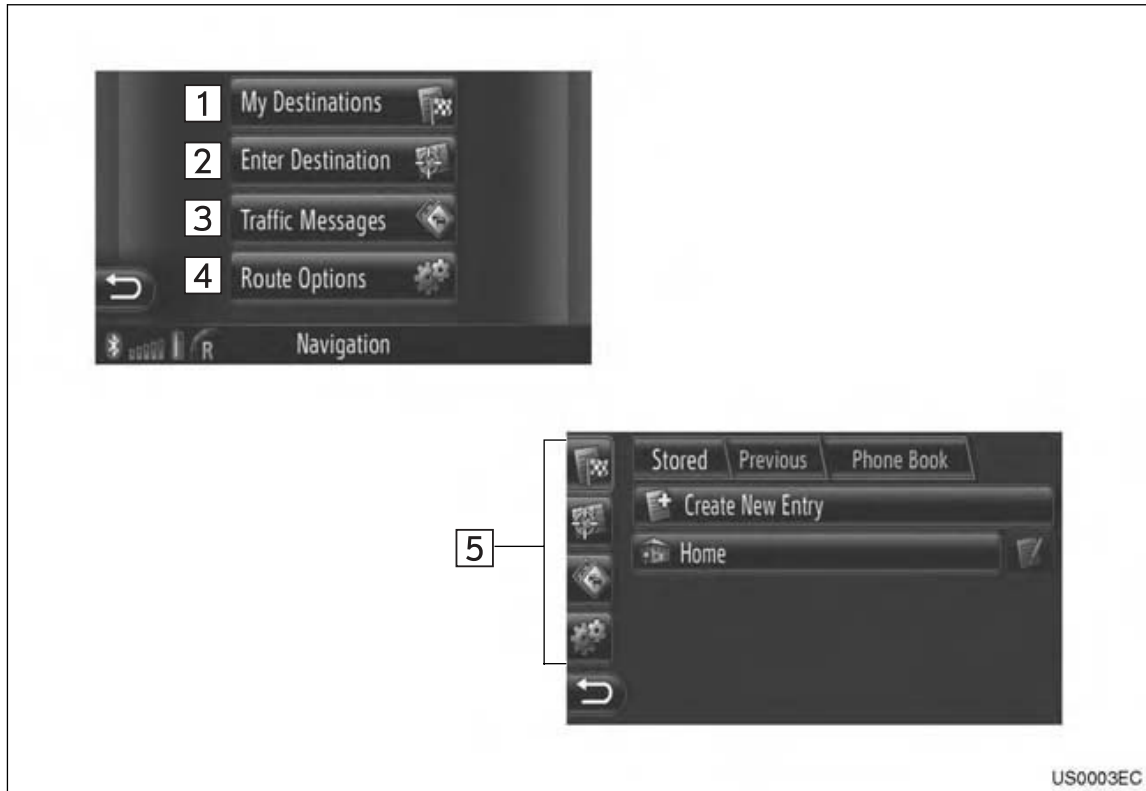 1 My Destinations
2 Enter Destination
3 Traffic Messages
4 Route Options
R Navigation
Stored Previous Phone Book
Create New Entry
5
Home
US0003EC